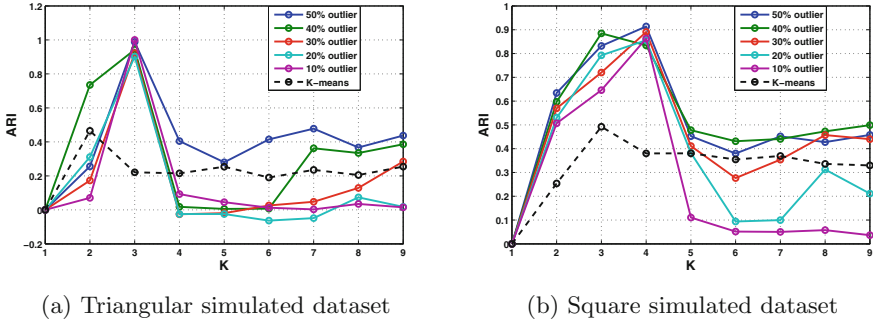 1.2
1
0.8
0.6
0.4
0.2
0.0
−0.2
ARI
1 2 3 4 5 6 7 8 9
K
50% outlier
40% outlier
30% outlier
20% outlier
10% outlier
K−means
(a) Triangular simulated dataset
1
0.9
0.8
0.7
0.6
0.5
0.4
0.3
0.2
0.1
0
ARI
1 2 3 4 5 6 7 8 9
K
50% outlier
40% outlier
30% outlier
20% outlier
10% outlier
K−means
(b) Square simulated dataset